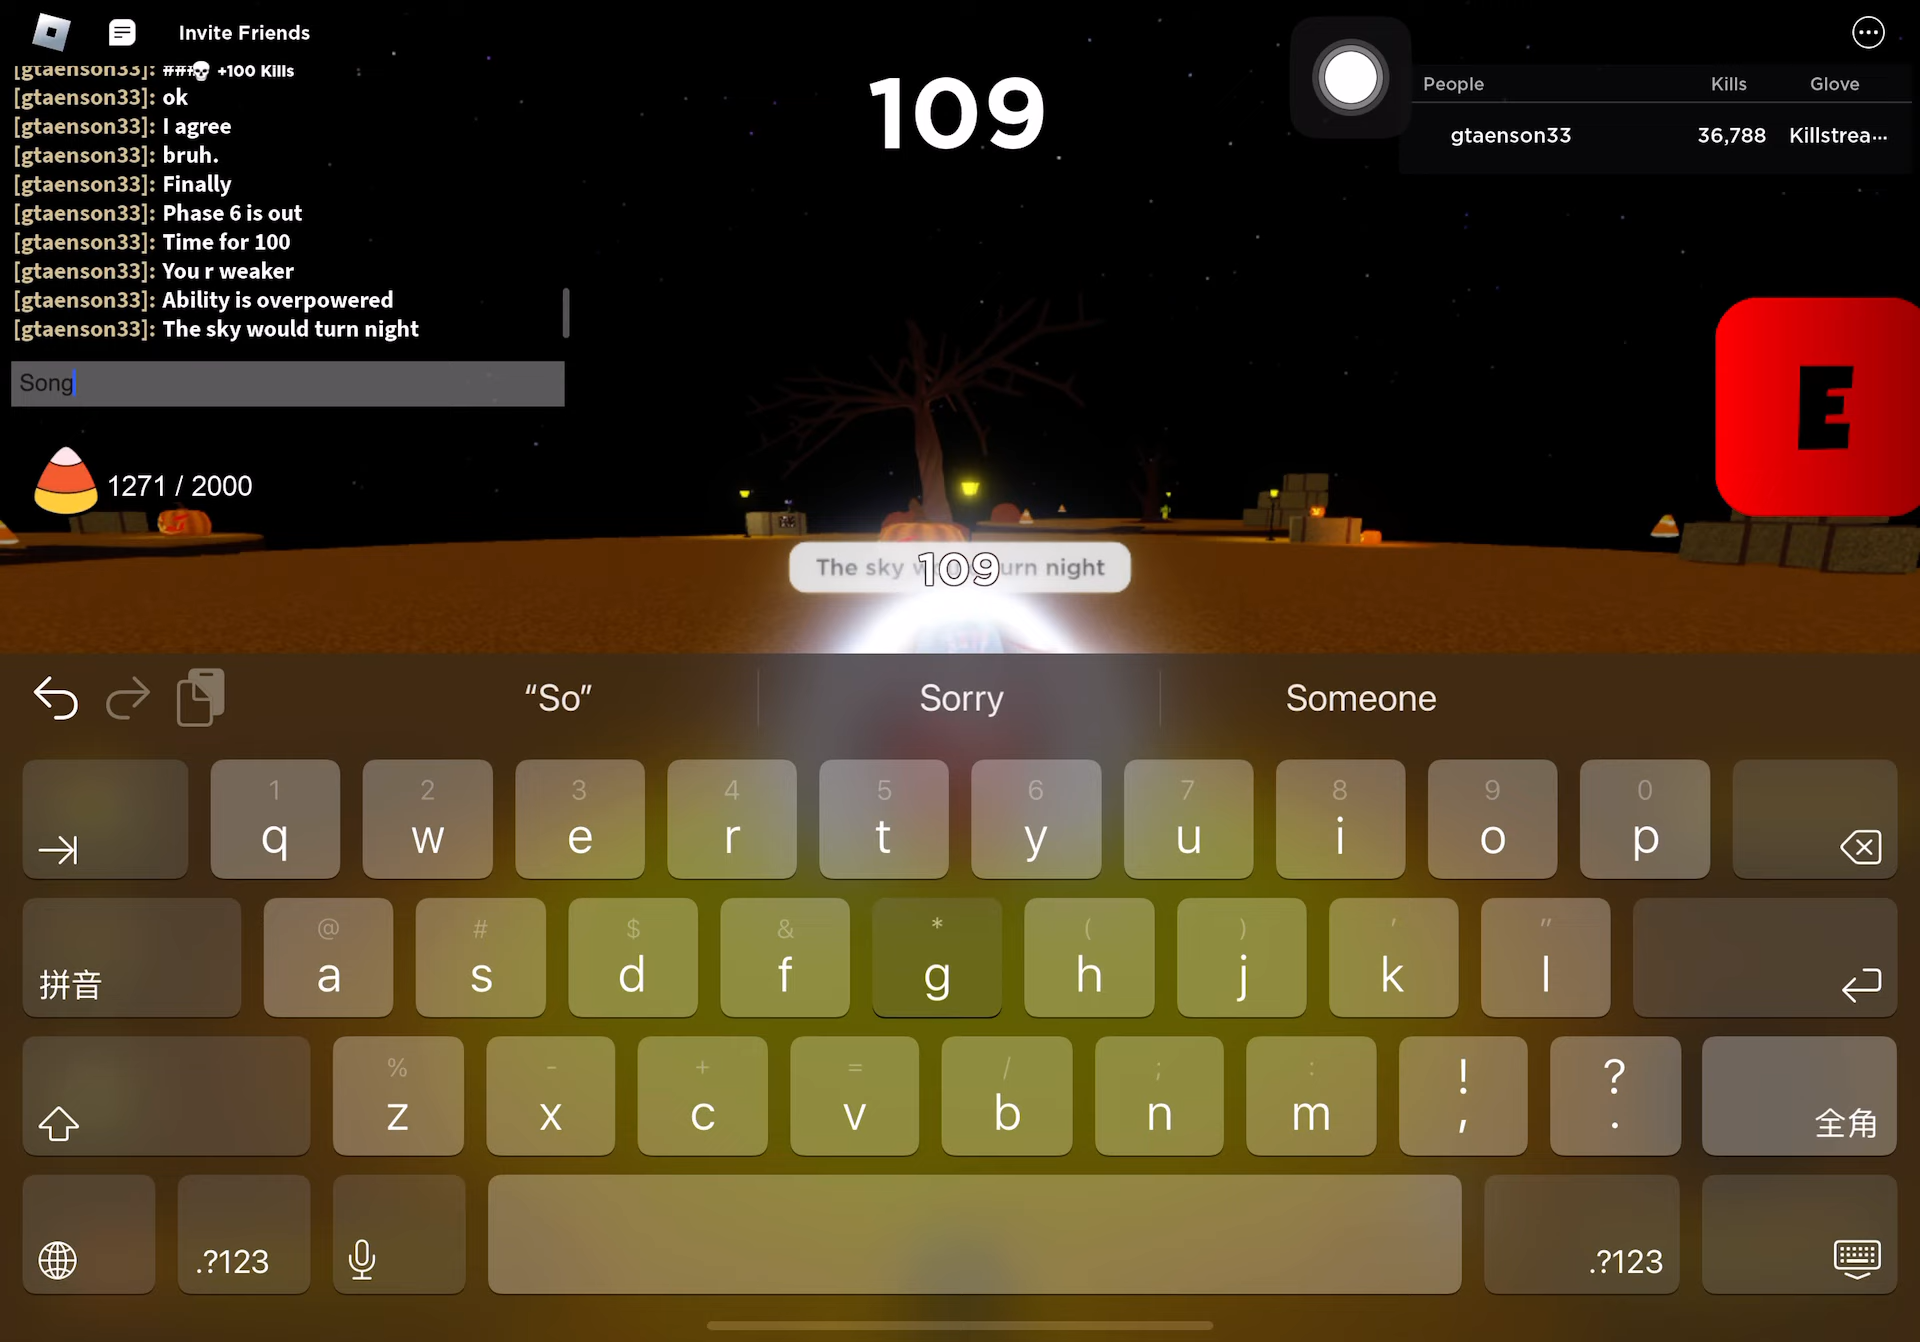 Invite Friends
[gtaenson33]: ### +100 Kills
[gtaenson33]: ok
[gtaenson33]: I agree
[gtaenson33]: bruh.
[gtaenson33]: Finally
[gtaenson33]: Phase 6 is out
[gtaenson33]: Time for 100
[gtaenson33]: You r weaker
[gtaenson33]: Ability is overpowered
[gtaenson33]: The sky would turn night
Song
109
People Kills Glove
gtaenson33 36,788 Killstrea...
E
1271 / 2000
The sky would turn night
109
“So” Sorry Someone
1 2 3 4 5 6 7 8 9 0
q w e r t y u i o p
@ # $ & * ( ) ' "
拼音 a s d f g h j k l
% - + = / ; : ! ?
z x c v b n m , . 全角
.?123 .?123